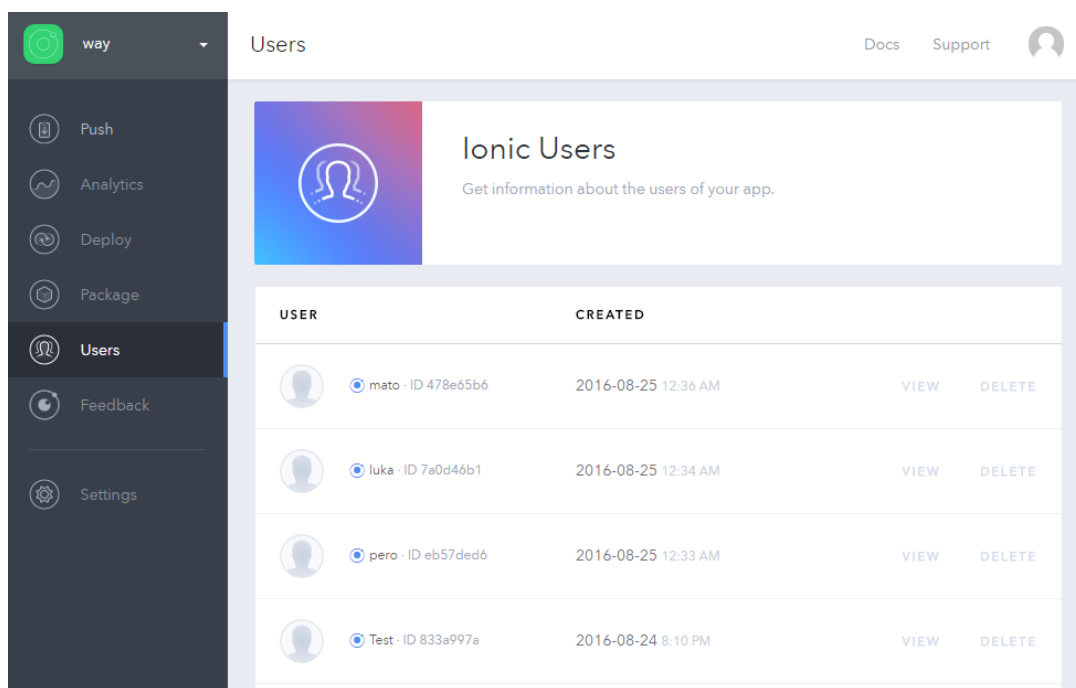 way
Users
Docs
Support
Push
Analytics
Deploy
Package
Users
Feedback
Settings
Ionic Users
Get information about the users of your app.
USER CREATED
mato · ID 478e65b6 2016-08-25 12:36 AM VIEW DELETE
luka · ID 7a0d46b1 2016-08-25 12:34 AM VIEW DELETE
pero · ID eb57ded6 2016-08-25 12:33 AM VIEW DELETE
Test · ID 833a997a 2016-08-24 8:10 PM VIEW DELETE